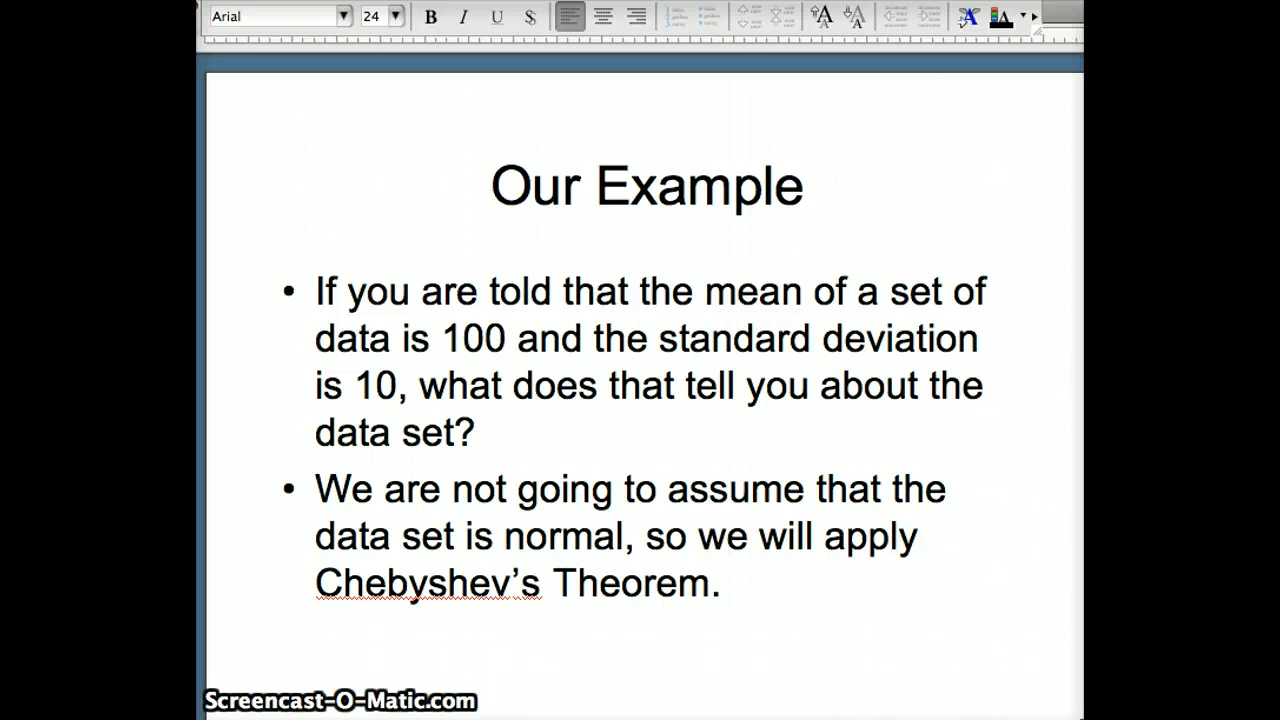 Arial 24 B I U S
Our Example
• If you are told that the mean of a set of
data is 100 and the standard deviation
is 10, what does that tell you about the
data set?
• We are not going to assume that the
data set is normal, so we will apply
Chebyshev’s Theorem.
Screencast-O-Matic.com